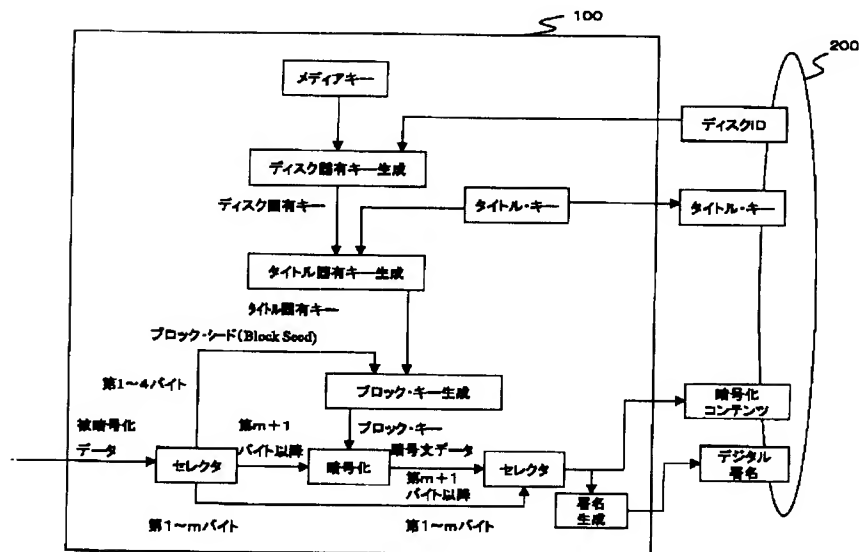 100
200
メディアキー
ディスクID
ディスク固有キー生成
ディスク固有キー
タイトル・キー
タイトル・キー
タイトル固有キー生成
タイトル固有キー
ブロック・シード(Block Seed)
第1～4バイト
ブロック・キー生成
ブロック・キー
暗号化
コンテンツ
被暗号化
データ
セレクタ
第m+1
バイト以降
暗号化
暗号文データ
第m+1
バイト以降
セレクタ
デジタル
署名
署名
生成
第1～mバイト
第1～mバイト